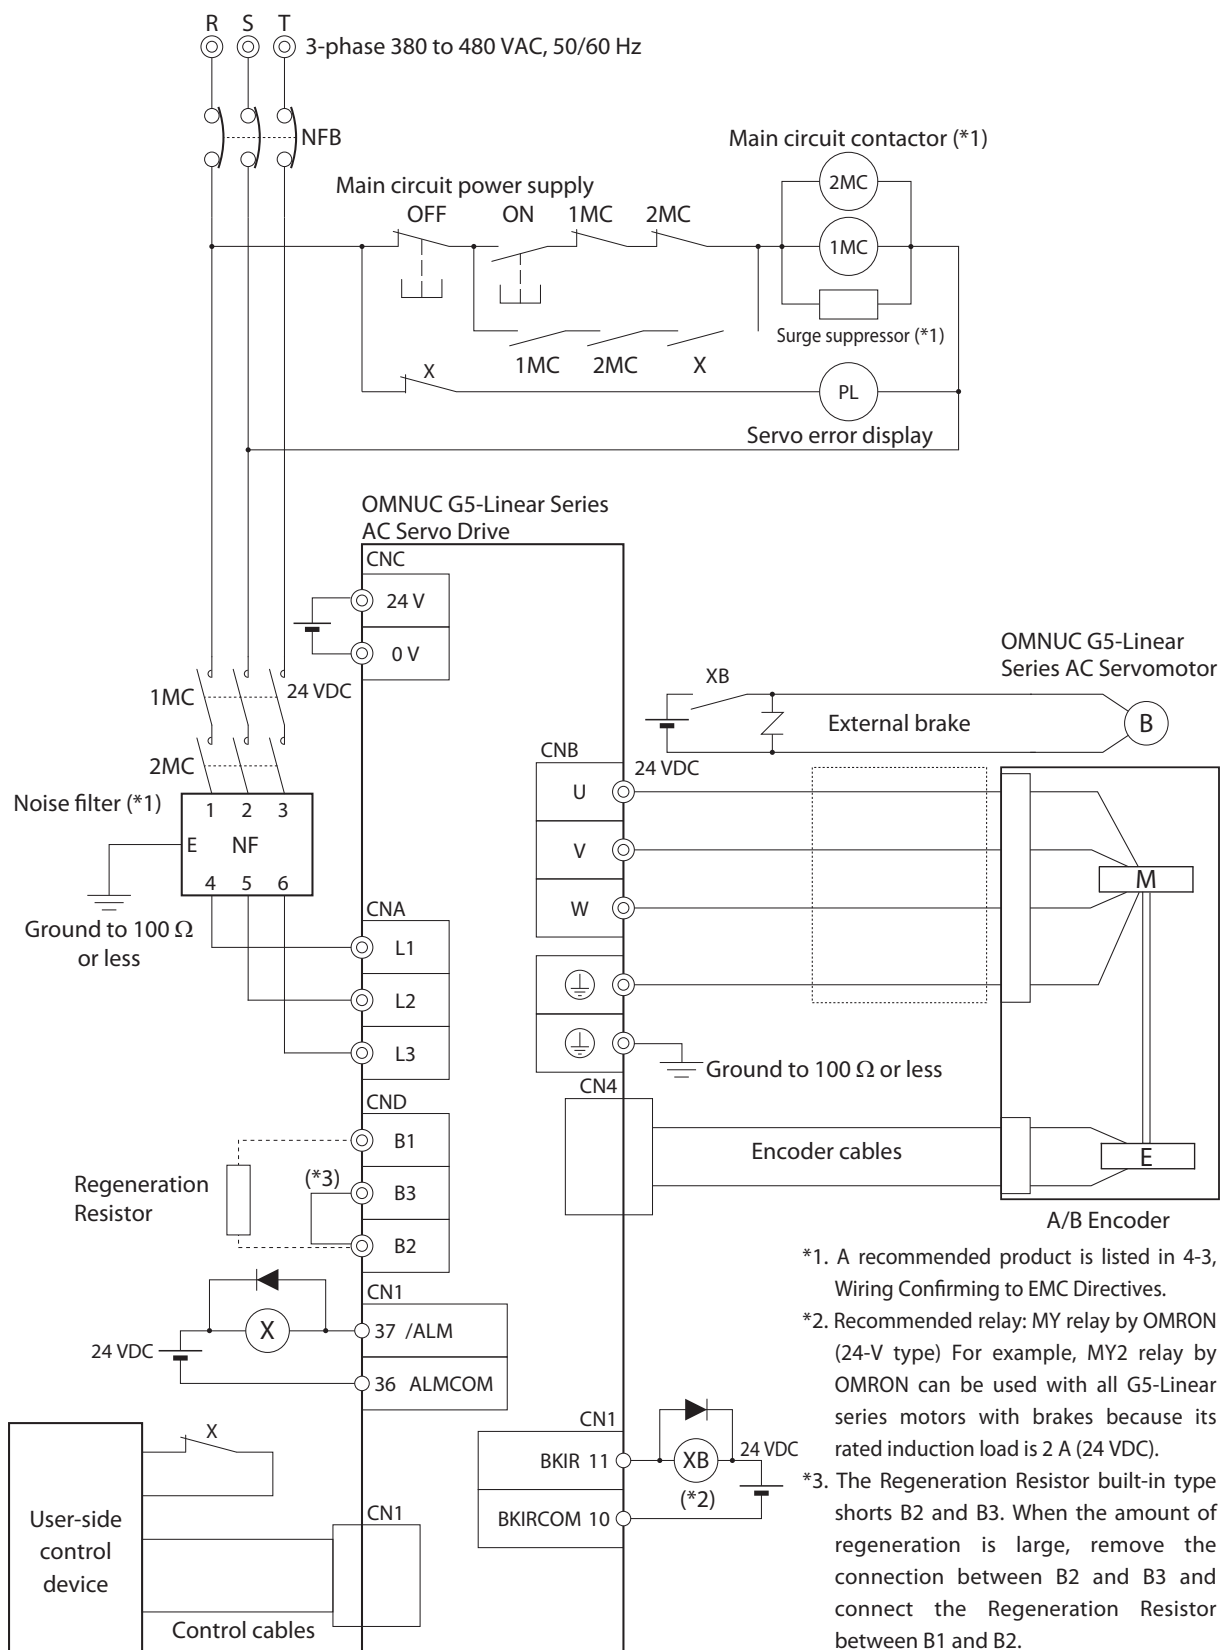 R S T
3-phase 380 to 480 VAC, 50/60 Hz
NFB
Main circuit contactor (*1)
2MC
Main circuit power supply
OFF ON 1MC 2MC
1MC
Surge suppressor (*1)
1MC 2MC X
X
PL
Servo error display
OMNUC G5-Linear Series
AC Servo Drive
CNC
24 V
0 V
24 VDC
1MC
2MC
Noise filter (*1)
1 2 3
E NF
4 5 6
Ground to 100 Ω
or less
CNA
L1
L2
L3
CND
B1
B3
B2
(*3)
Regeneration
Resistor
CN1
X
37 /ALM
24 VDC
36 ALMCOM
OMNUC G5-Linear
Series AC Servomotor
XB
External brake
B
24 VDC
CNB
U
V
W
M
Ground to 100 Ω or less
CN4
Encoder cables
E
A/B Encoder
CN1
BKIR 11
XB
24 VDC
(*2)
BKIRCOM 10
X
User-side
control
device
CN1
Control cables
*1. A recommended product is listed in 4-3,
Wiring Confirming to EMC Directives.
*2. Recommended relay: MY relay by OMRON
(24-V type) For example, MY2 relay by
OMRON can be used with all G5-Linear
series motors with brakes because its
rated induction load is 2 A (24 VDC).
*3. The Regeneration Resistor built-in type
shorts B2 and B3. When the amount of
regeneration is large, remove the
connection between B2 and B3 and
connect the Regeneration Resistor
between B1 and B2.